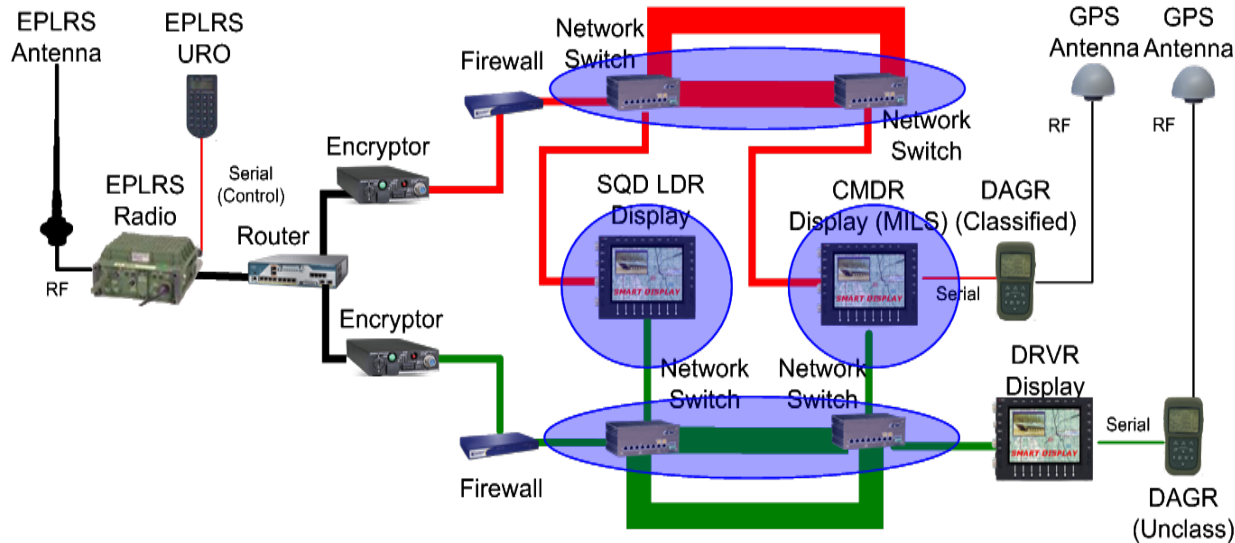 EPLRS
Antenna
EPLRS
URO
Network
Switch
Firewall
GPS
Antenna
GPS
Antenna
RF
RF
Encryptor
Serial
(Control)
EPLRS
Radio
Router
RF
Network
Switch
SQD LDR
Display
CMDR
Display (MILS)
DAGR
(Classified)
SMART DISPLAY
SMART DISPLAY
Serial
Encryptor
Network
Switch
Network
Switch
DRVR
Display
SMART DISPLAY
Serial
Firewall
DAGR
(Unclass)